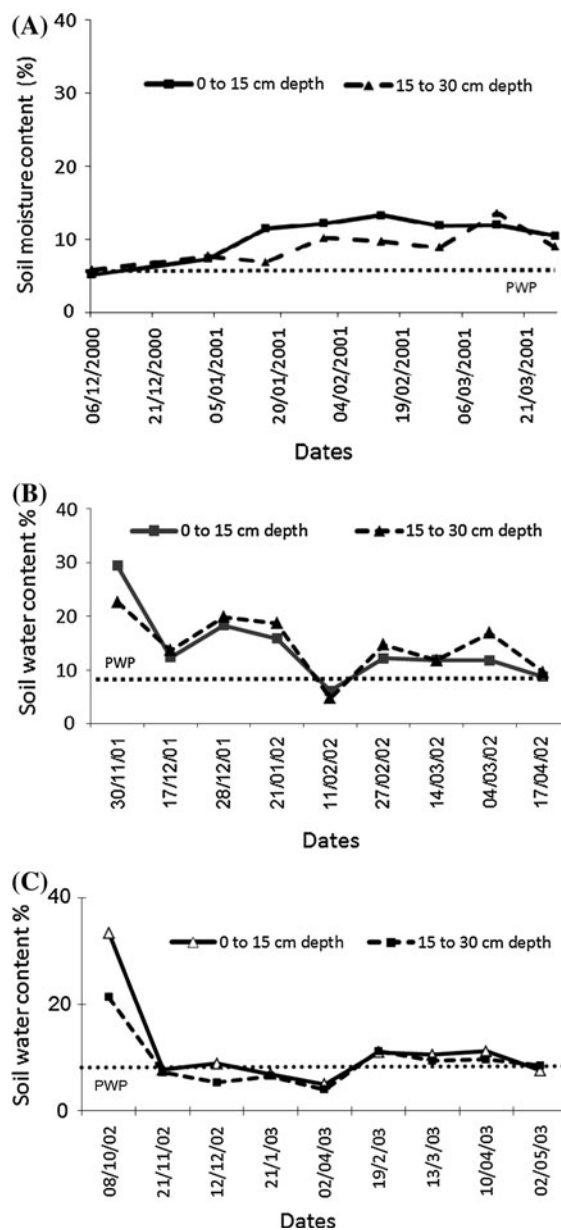 (A)
40
30
20
10
0
Soil moisture content (%)
0 to 15 cm depth
15 to 30 cm depth
PWP
06/12/2000
21/12/2000
05/01/2001
20/01/2001
04/02/2001
19/02/2001
06/03/2001
21/03/2001
Dates
(B)
40
30
20
10
0
Soil water content %
0 to 15 cm depth
15 to 30 cm depth
PWP
30/11/01
17/12/01
28/12/01
21/01/02
11/02/02
27/02/02
14/03/02
04/03/02
17/04/02
Dates
(C)
40
20
0
Soil water content %
0 to 15 cm depth
15 to 30 cm depth
PWP
08/10/02
21/11/02
12/12/02
21/1/03
02/04/03
19/2/03
13/3/03
10/04/03
02/05/03
Dates